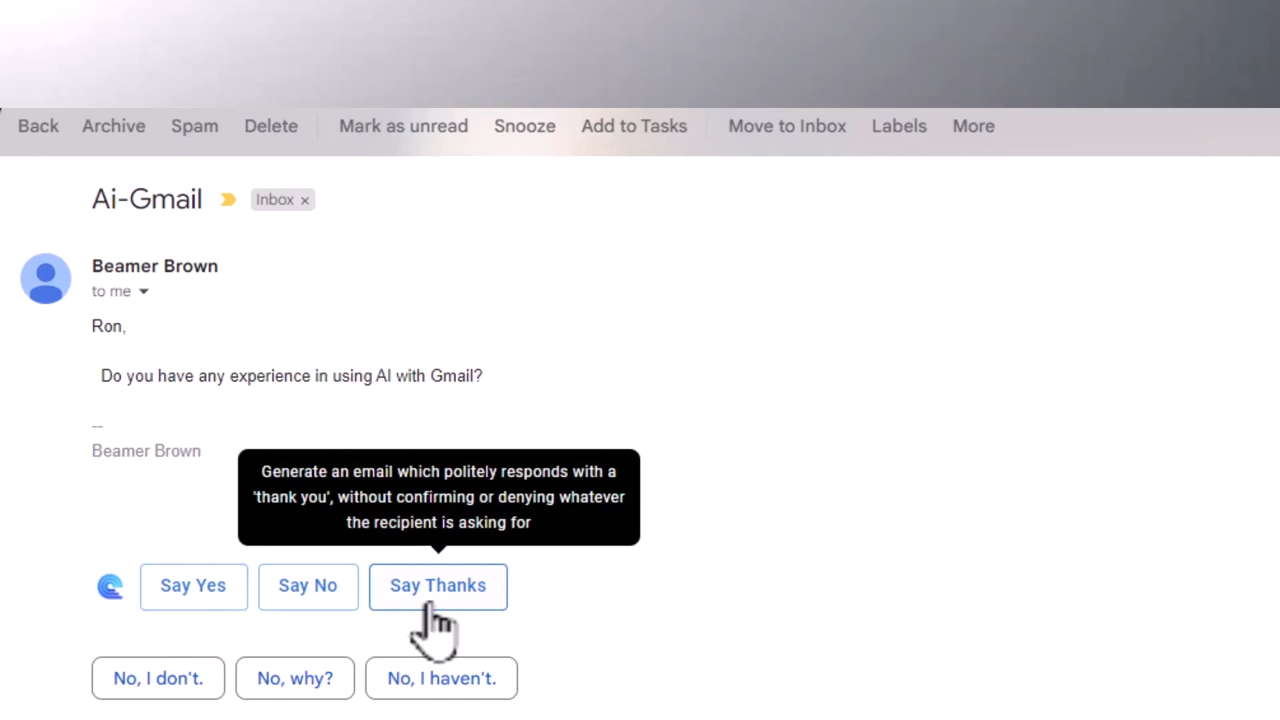 Back Archive Spam Delete Mark as unread Snooze Add to Tasks Move to Inbox Labels More
Ai-Gmail Inbox ×
Beamer Brown
to me
Ron,
Do you have any experience in using AI with Gmail?
--
Beamer Brown
Generate an email which politely responds with a
'thank you', without confirming or denying whatever
the recipient is asking for
Say Yes Say No Say Thanks
No, I don't. No, why? No, I haven't.